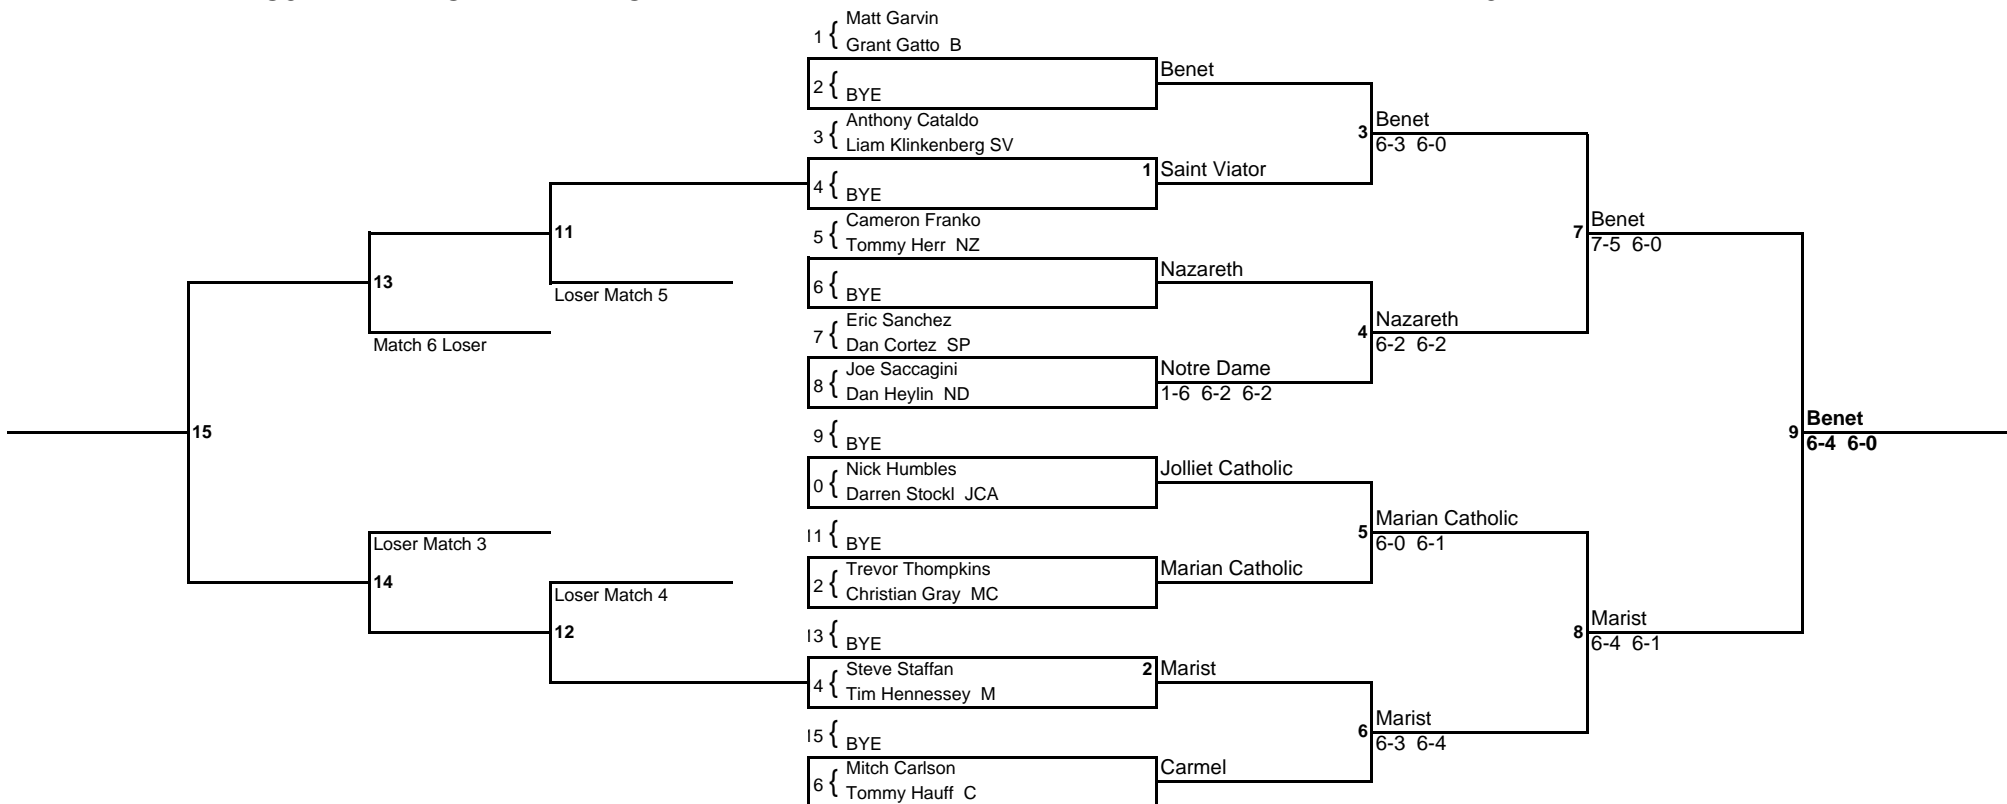 1 { Matt Garvin
Grant Gatto B
2 { BYE
Benet
3 { Anthony Cataldo
Liam Klinkenberg SV
3 Benet
6-3 6-0
4 { BYE
1 Saint Viator
5 { Cameron Franko
Tommy Herr NZ
11
7 Benet
7-5 6-0
6 { BYE
Nazareth
13
Loser Match 5
7 { Eric Sanchez
Dan Cortez SP
4 Nazareth
6-2 6-2
Match 6 Loser
8 { Joe Saccagini
Dan Heylin ND
Notre Dame
1-6 6-2 6-2
15
9 { BYE
9 Benet
6-4 6-0
0 { Nick Humbles
Darren Stockl JCA
Jolliet Catholic
11 { BYE
5 Marian Catholic
6-0 6-1
Loser Match 3
2 { Trevor Thompkins
Christian Gray MC
Marian Catholic
14
Loser Match 4
12
13 { BYE
8 Marist
6-4 6-1
4 { Steve Staffan
Tim Hennessey M
2 Marist
15 { BYE
6 Marist
6-3 6-4
6 { Mitch Carlson
Tommy Hauff C
Carmel